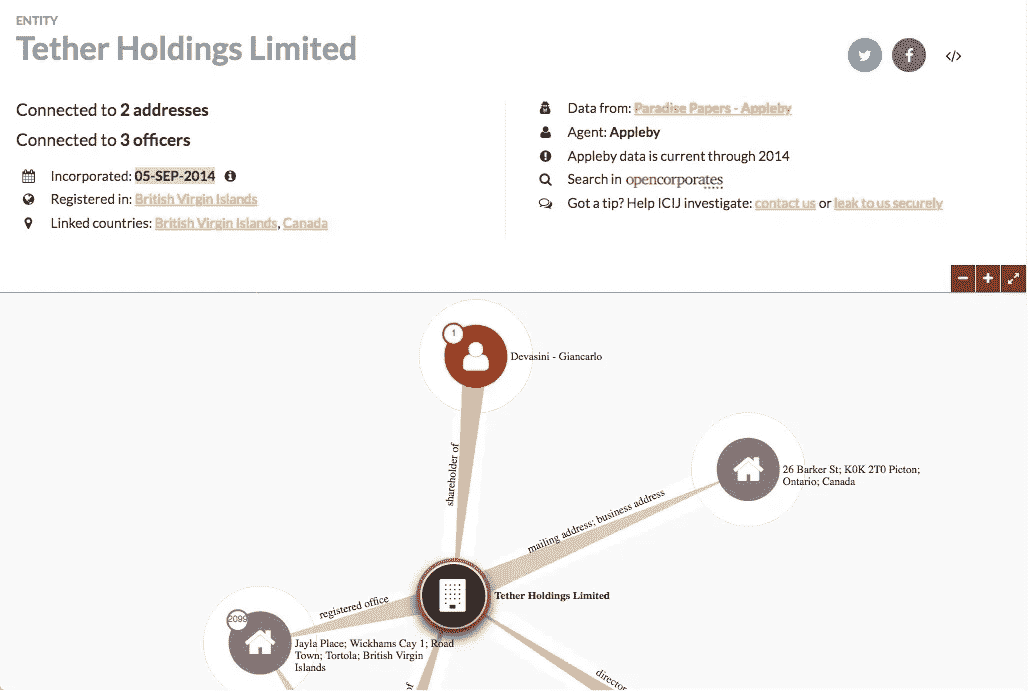 ENTITY
Tether Holdings Limited
Connected to 2 addresses
Connected to 3 officers
Incorporated: 05-SEP-2014
Registered in: British Virgin Islands
Linked countries: British Virgin Islands, Canada
Data from: Paradise Papers - Appleby
Agent: Appleby
Appleby data is current through 2014
Search in opencorporates
Got a tip? Help ICIJ investigate: contact us or leak to us securely
1
Devasini - Giancarlo
shareholder of
26 Barker St; K0K 2T0 Picton;
Ontario; Canada
mailing address; business address
Tether Holdings Limited
registered office
2099
Jayla Place; Wickhams Cay 1; Road
Town; Tortola; British Virgin
Islands
of
director